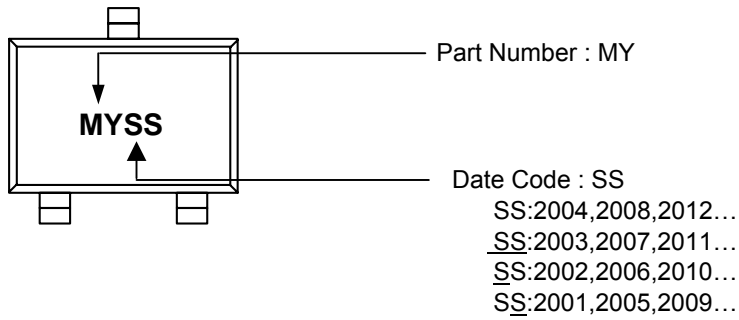 Part Number : MY
MYSS
Date Code : SS
SS:2004,2008,2012…
SS:2003,2007,2011…
SS:2002,2006,2010…
SS:2001,2005,2009…